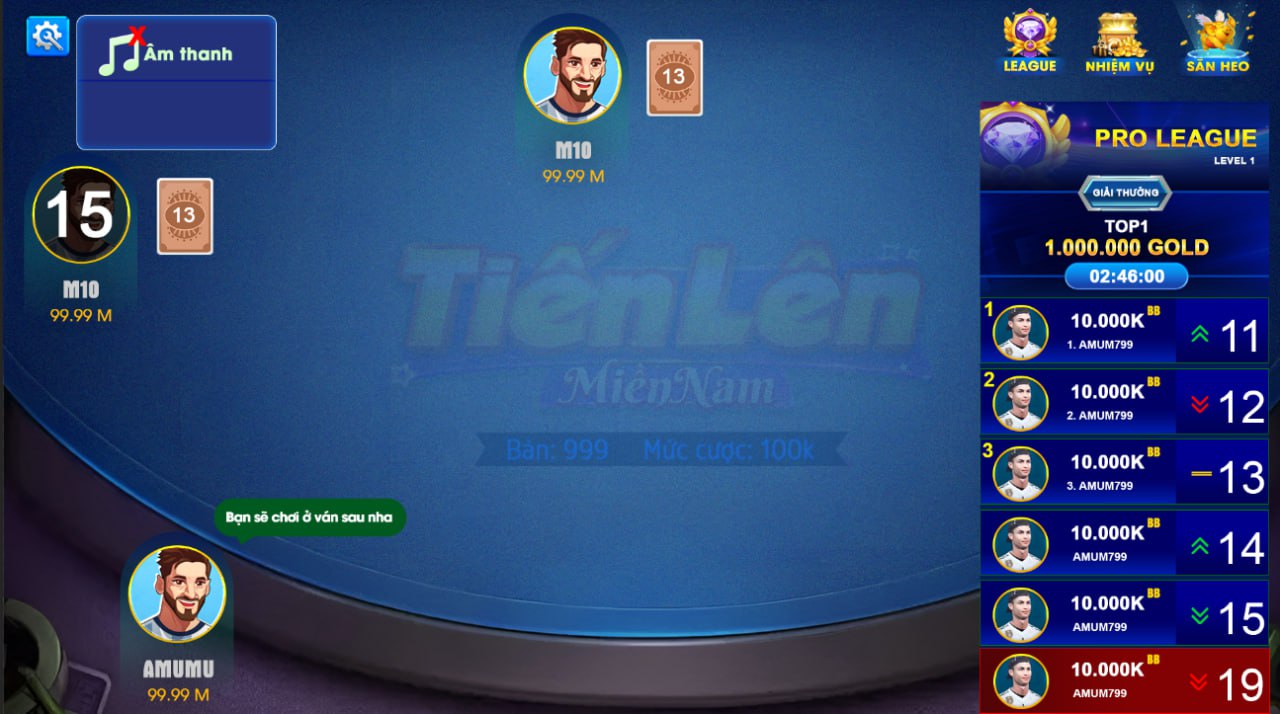 Âm thanh
13
M10
99.99 M
15
13
M10
99.99 M
TiếnLên
MiềnNam
Bàn: 999 Mức cược: 100k
Bạn sẽ chơi ở ván sau nha
AMUMU
99.99 M
LEAGUE
NHIỆM VỤ
SĂN HEO
PRO LEAGUE
LEVEL 1
GIẢI THƯỞNG
TOP1
1.000.000 GOLD
02:46:00
1
10.000K BB
1. AMUM799
11
2
10.000K BB
2. AMUM799
12
3
10.000K BB
3. AMUM799
13
10.000K BB
AMUM799
14
10.000K BB
AMUM799
15
10.000K BB
AMUM799
19